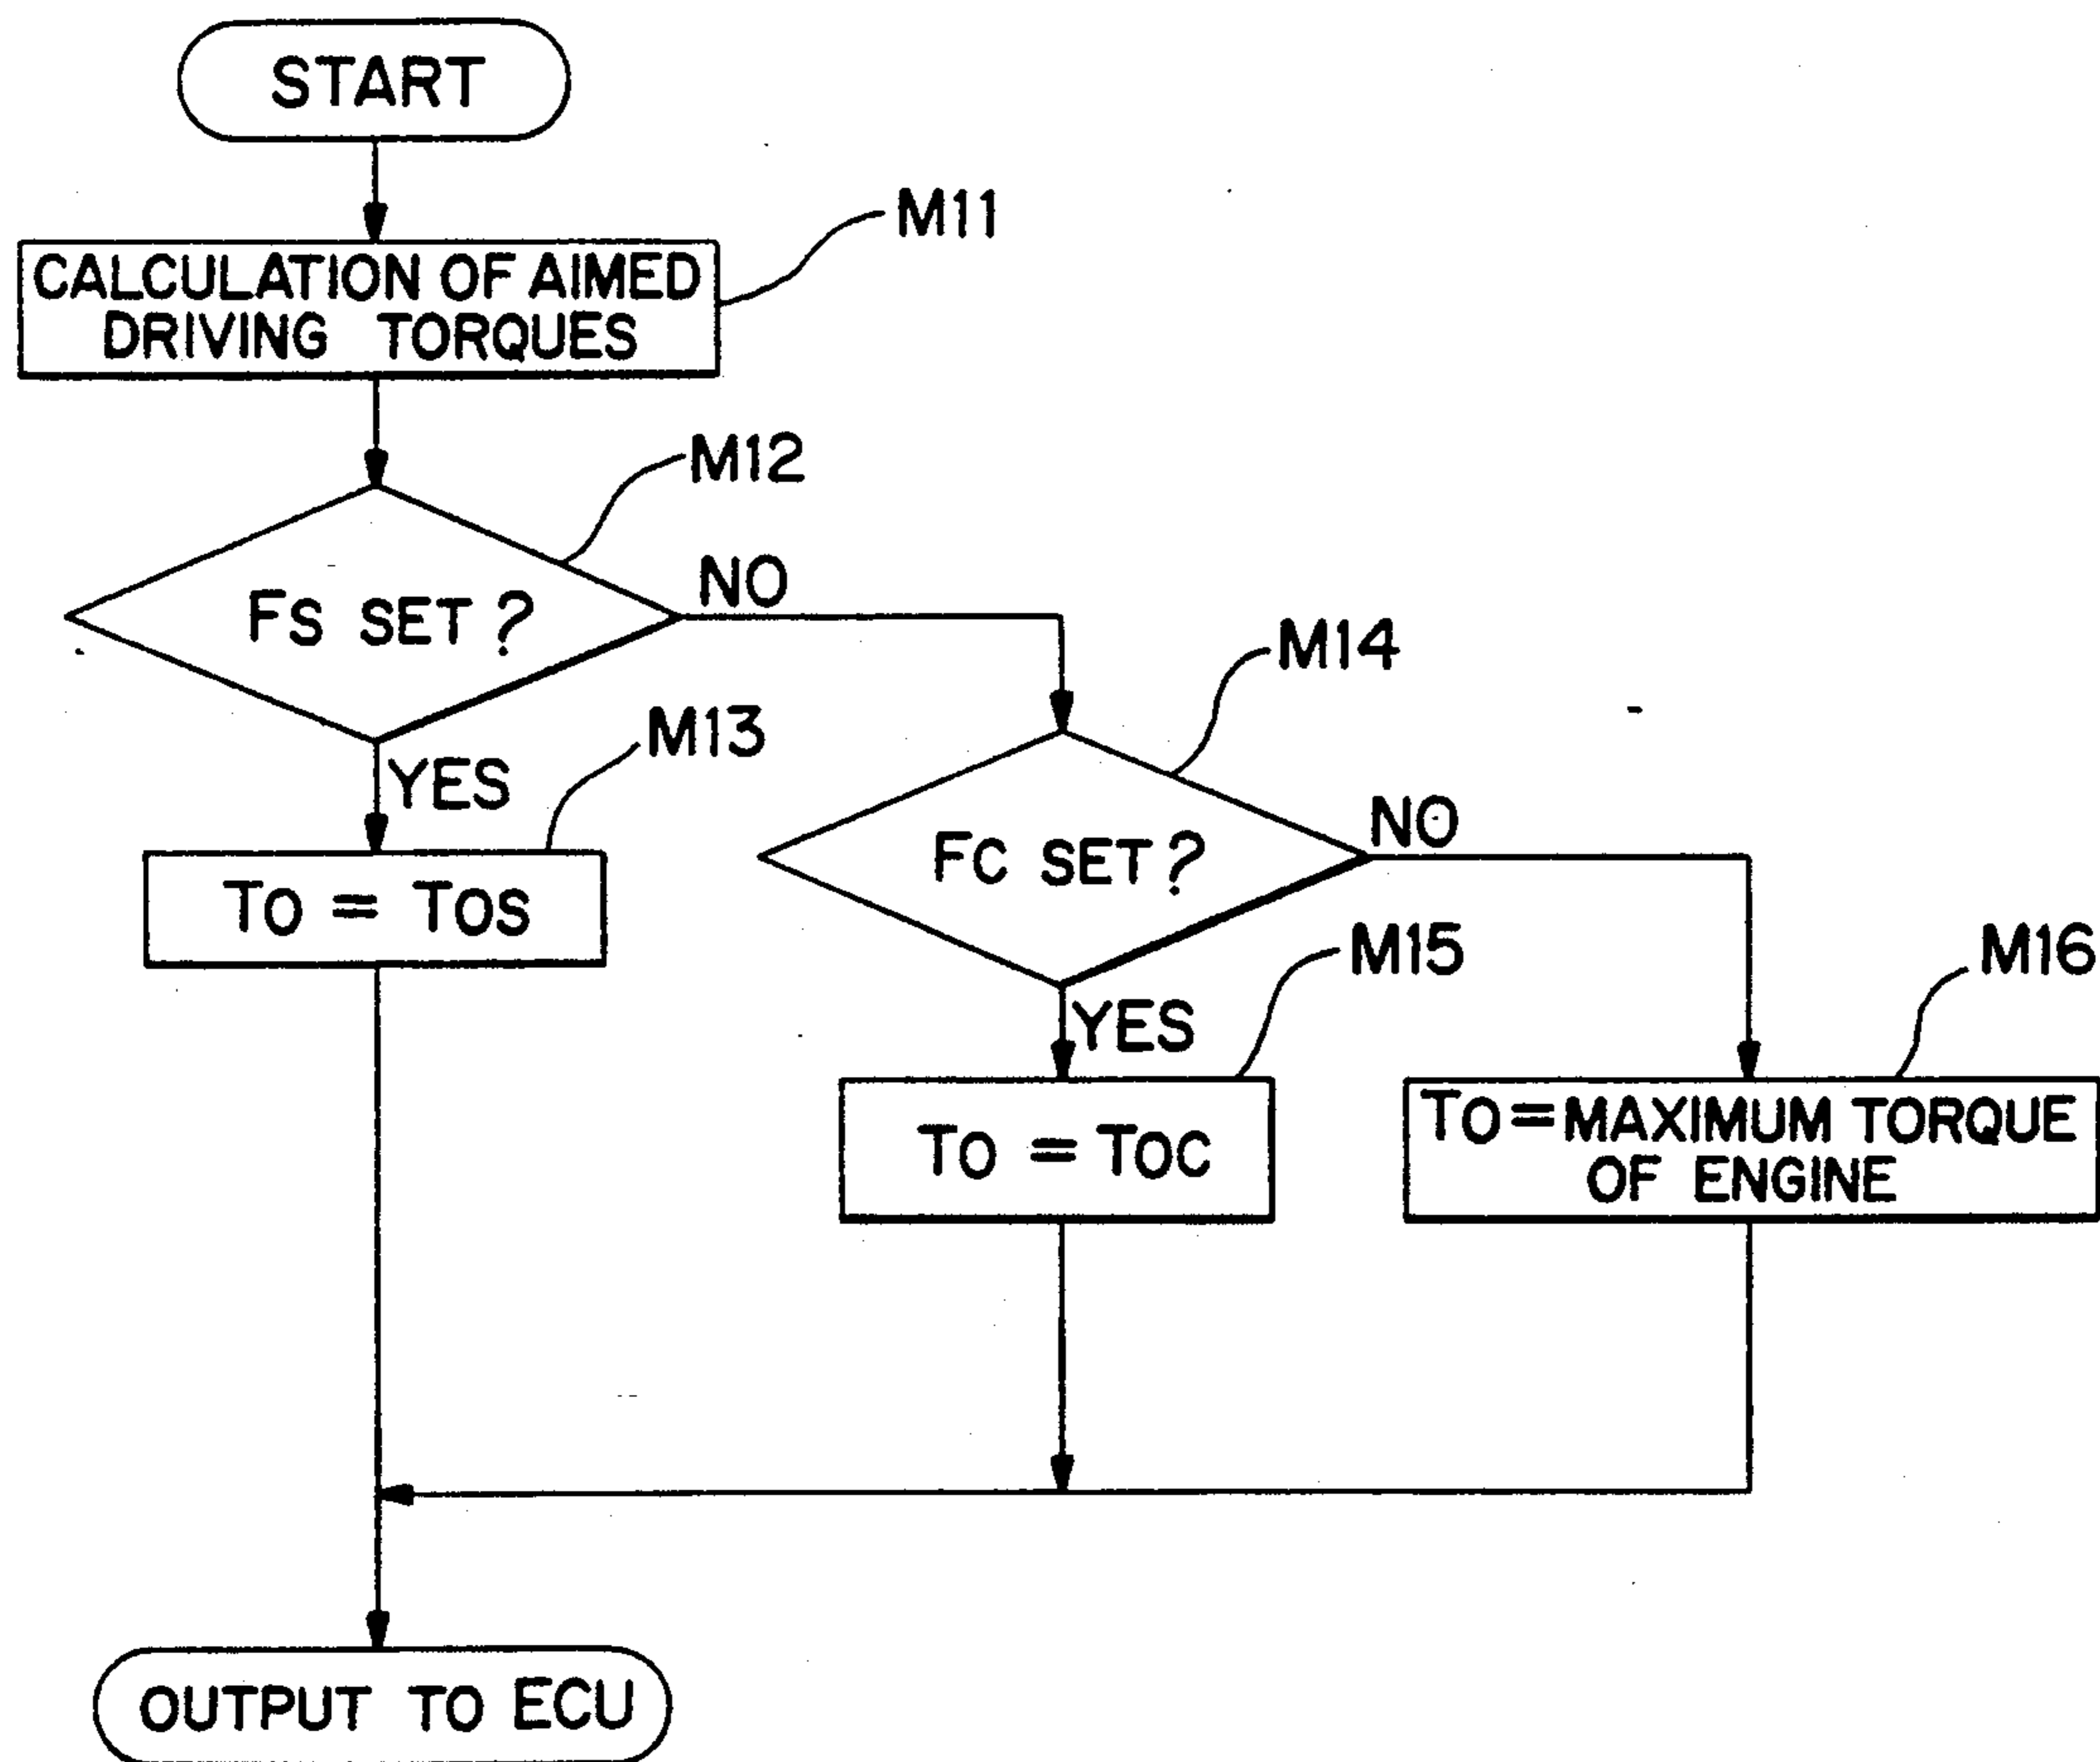 START
M11
CALCULATION OF AIMED
DRIVING TORQUES
M12
FS SET?
NO
YES
M13
TO = TOS
M14
FC SET?
NO
YES
M15
TO = TOC
M16
TO=MAXIMUM TORQUE
OF ENGINE
OUTPUT TO ECU